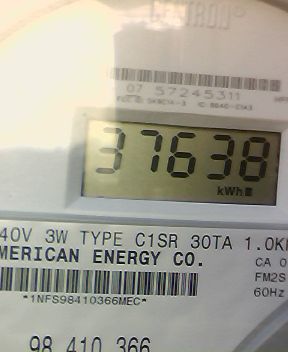 CENTRON®
07 57245311
37638
kWh
40V 3W TYPE C1SR 30TA 1.0K
MERICAN ENERGY CO.
CA 0
FM2S
*1NFS98410366MEC*
60Hz
98 410 366